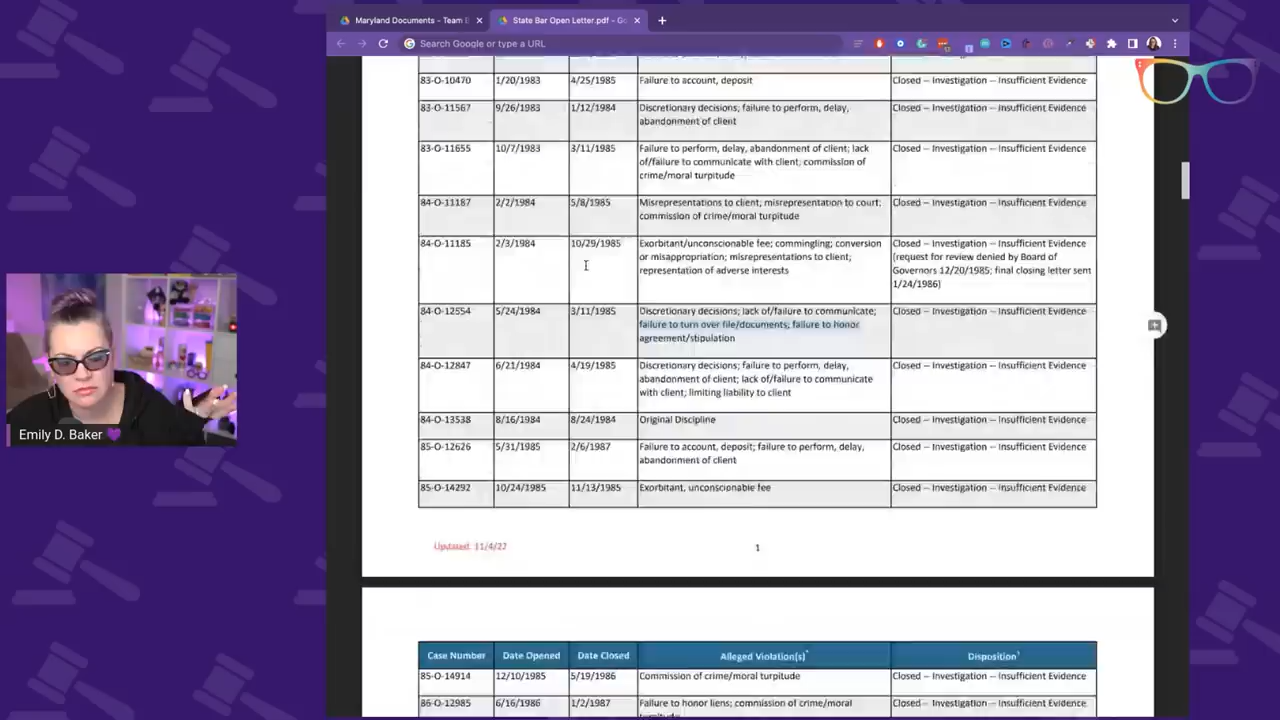 Maryland Documents - Team
State Bar Open Letter.pdf - Go
Search Google or type a URL
83-O-10470 1/20/1983 4/25/1985 Failure to account, deposit Closed – Investigation – Insufficient Evidence
83-O-11567 9/26/1983 1/12/1984 Discretionary decisions; failure to perform, delay, Closed – Investigation – Insufficient Evidence
abandonment of client
83-O-11655 10/7/1983 3/11/1985 Failure to perform, delay, abandonment of client; lack Closed – Investigation – Insufficient Evidence
of/failure to communicate with client; commission of
crime/moral turpitude
84-O-11187 2/2/1984 5/8/1985 Misrepresentations to client; misrepresentation to court; Closed – Investigation – Insufficient Evidence
commission of crime/moral turpitude
84-O-11185 2/3/1984 10/29/1985 Exorbitant/unconscionable fee; commingling; conversion Closed – Investigation – Insufficient Evidence
or misappropriation; misrepresentations to client; (request for review denied by Board of
representation of adverse interests Governors 12/20/1985; final closing letter sent
1/24/1986)
84-O-12554 5/24/1984 3/11/1985 Discretionary decisions; lack of/failure to communicate; Closed – Investigation – Insufficient Evidence
failure to turn over file/documents; failure to honor
agreement/stipulation
84-O-12847 6/21/1984 4/19/1985 Discretionary decisions; failure to perform, delay, Closed – Investigation – Insufficient Evidence
abandonment of client; lack of/failure to communicate
with client; limiting liability to client
84-O-13538 8/16/1984 8/24/1984 Original Discipline Closed – Investigation – Insufficient Evidence
85-O-12626 5/31/1985 2/6/1987 Failure to account, deposit; failure to perform, delay, Closed – Investigation – Insufficient Evidence
abandonment of client
85-O-14292 10/24/1985 11/13/1985 Exorbitant, unconscionable fee Closed – Investigation – Insufficient Evidence
Updated: 11/4/22 1
Case Number Date Opened Date Closed Alleged Violation(s)* Disposition¹
85-O-14914 12/10/1985 5/19/1986 Commission of crime/moral turpitude Closed – Investigation – Insufficient Evidence
86-O-12985 6/16/1986 1/2/1987 Failure to honor liens; commission of crime/moral Closed – Investigation – Insufficient Evidence
turpitude
Emily D. Baker 💜